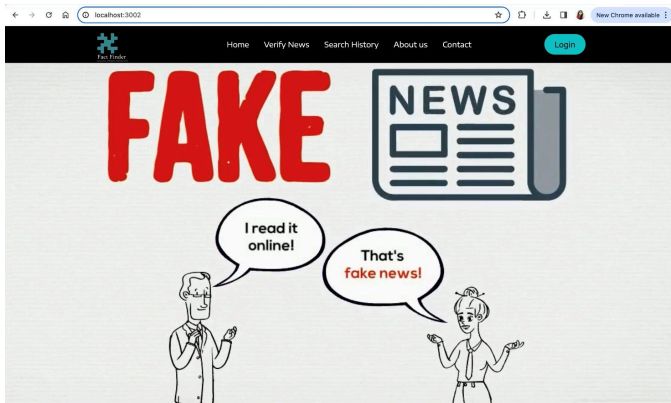 localhost:3002
New Chrome available
Fact Finder
Home Verify News Search History About us Contact
Login
FAKE
NEWS
I read it
online!
That's
fake news!